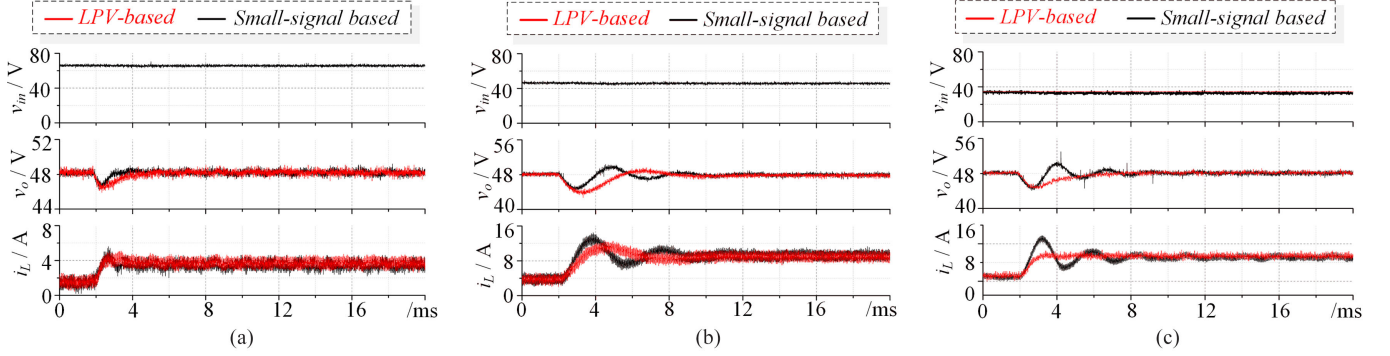 LPV-based Small-signal based
v_in / V
80
40
0
v_o / V
52
48
44
i_L / A
8
4
0
0 4 8 12 16 /ms
(a)
LPV-based Small-signal based
v_in / V
80
40
0
v_o / V
56
48
40
i_L / A
16
8
0
0 4 8 12 16 /ms
(b)
LPV-based Small-signal based
v_in / V
80
40
0
v_o / V
56
48
40
i_L / A
16
8
0
0 4 8 12 16 /ms
(c)